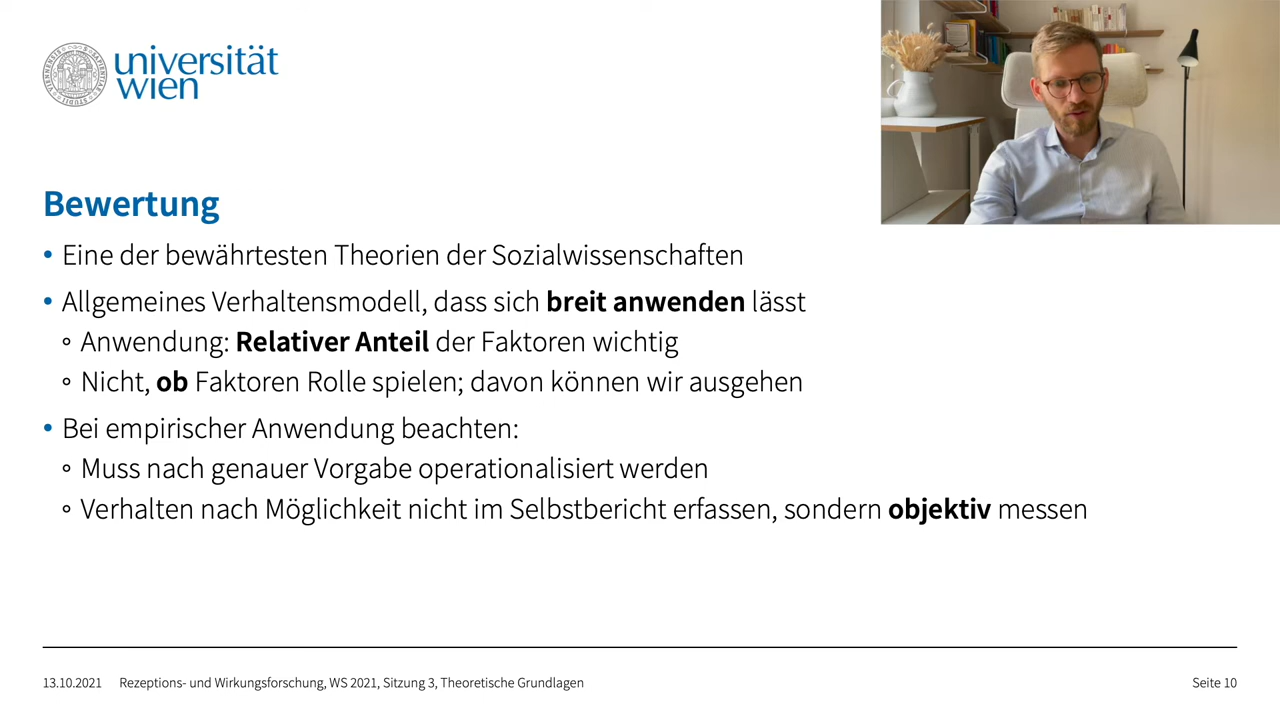 universität
wien
Bewertung
• Eine der bewährtesten Theorien der Sozialwissenschaften
• Allgemeines Verhaltensmodell, dass sich breit anwenden lässt
◦ Anwendung: Relativer Anteil der Faktoren wichtig
◦ Nicht, ob Faktoren Rolle spielen; davon können wir ausgehen
• Bei empirischer Anwendung beachten:
◦ Muss nach genauer Vorgabe operationalisiert werden
◦ Verhalten nach Möglichkeit nicht im Selbstbericht erfassen, sondern objektiv messen
13.10.2021 Rezeptions- und Wirkungsforschung, WS 2021, Sitzung 3, Theoretische Grundlagen Seite 10